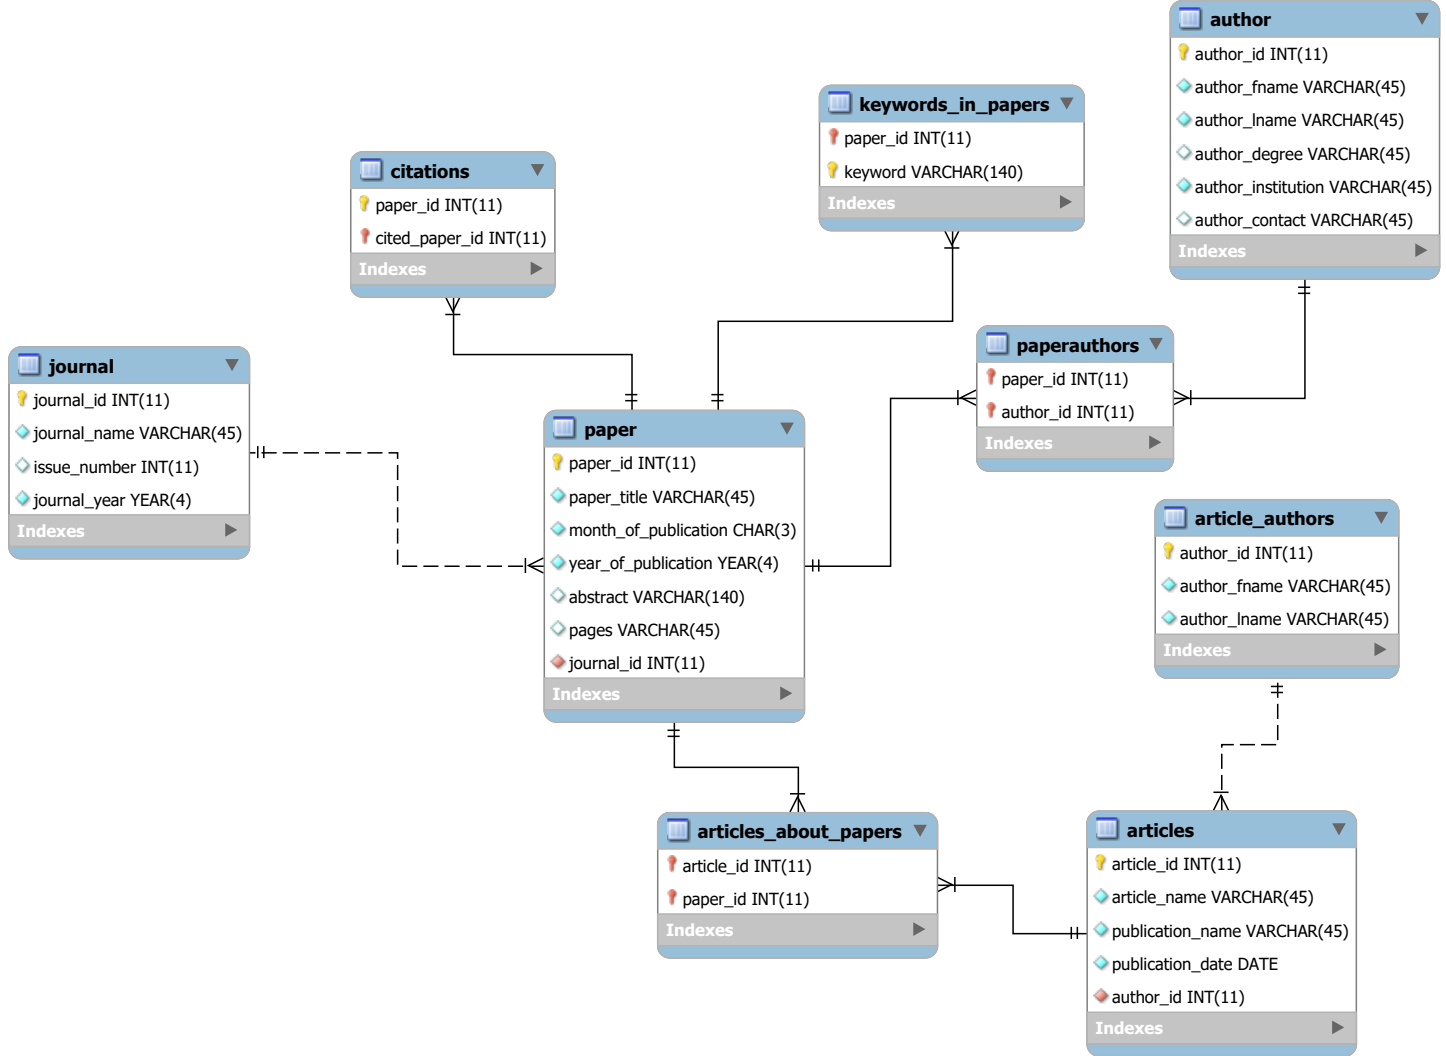 author
author_id INT(11)
author_fname VARCHAR(45)
author_lname VARCHAR(45)
author_degree VARCHAR(45)
author_institution VARCHAR(45)
author_contact VARCHAR(45)
Indexes
keywords_in_papers
paper_id INT(11)
keyword VARCHAR(140)
Indexes
citations
paper_id INT(11)
cited_paper_id INT(11)
Indexes
journal
journal_id INT(11)
journal_name VARCHAR(45)
issue_number INT(11)
journal_year YEAR(4)
Indexes
paperauthors
paper_id INT(11)
author_id INT(11)
Indexes
paper
paper_id INT(11)
paper_title VARCHAR(45)
month_of_publication CHAR(3)
year_of_publication YEAR(4)
abstract VARCHAR(140)
pages VARCHAR(45)
journal_id INT(11)
Indexes
article_authors
author_id INT(11)
author_fname VARCHAR(45)
author_lname VARCHAR(45)
Indexes
articles_about_papers
article_id INT(11)
paper_id INT(11)
Indexes
articles
article_id INT(11)
article_name VARCHAR(45)
publication_name VARCHAR(45)
publication_date DATE
author_id INT(11)
Indexes